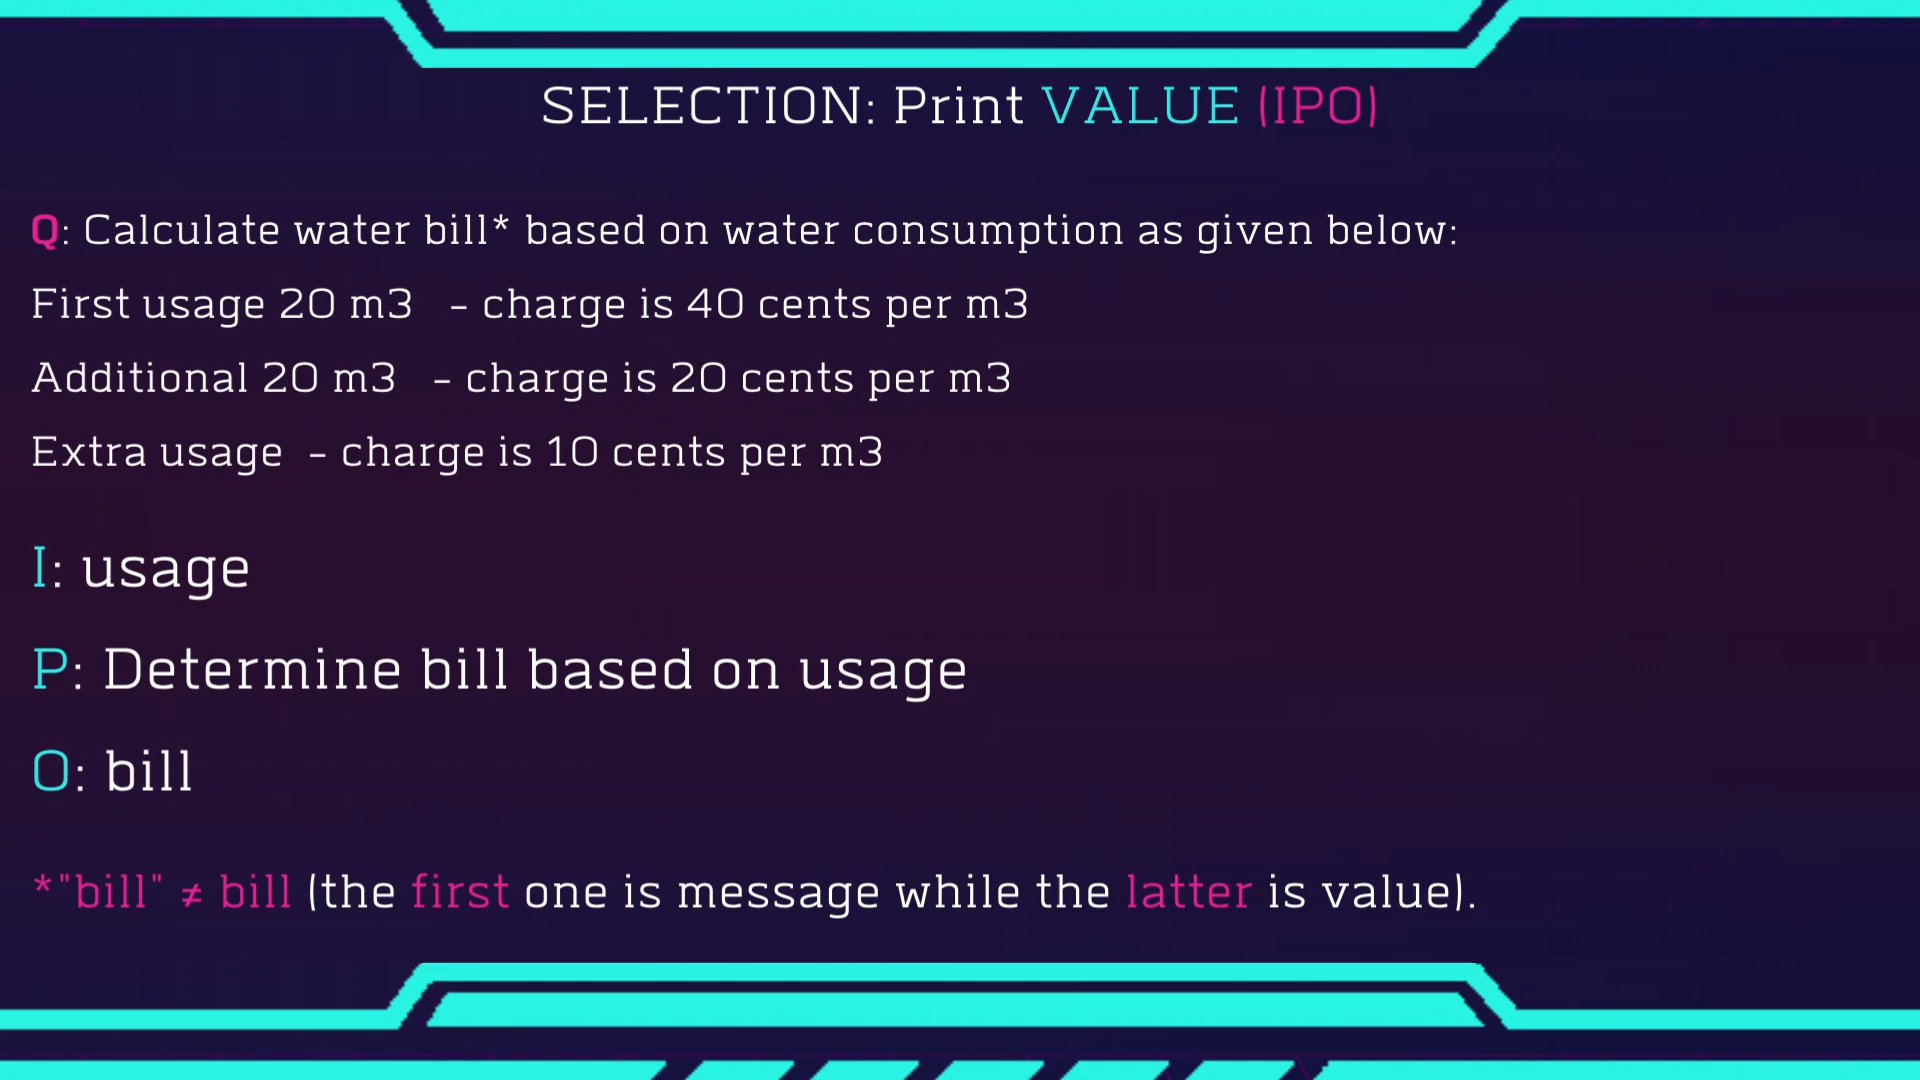 SELECTION: Print VALUE (IPO)
Q: Calculate water bill* based on water consumption as given below:
First usage 20 m3 - charge is 40 cents per m3
Additional 20 m3 - charge is 20 cents per m3
Extra usage - charge is 10 cents per m3
I: usage
P: Determine bill based on usage
O: bill
*"bill" ≠ bill (the first one is message while the latter is value).